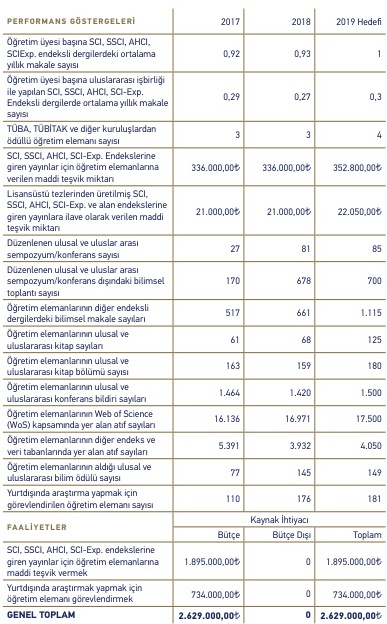 PERFORMANS GÖSTERGELERİ 2017 2018 2019 Hedefi
Öğretim üyesi başına SCI, SSCI, AHCI,
SCIExp. endeksli dergilerdeki ortalama 0,92 0,93 1
yıllık makale sayısı
Öğretim üyesi başına uluslararası işbirliği
ile yapılan SCI, SSCI, AHCI, SCI-Exp. 0,29 0,27 0,3
Endeksli dergilerde ortalama yıllık makale
sayısı
TÜBA, TÜBİTAK ve diğer kuruluşlardan 3 3 4
ödüllü öğretim elemanı sayısı
SCI, SSCI, AHCI, SCI-Exp. Endekslerine
giren yayınlar için öğretim elemanlarına 336.000,00₺ 336.000,00₺ 352.800,00₺
verilen maddi teşvik miktarı
Lisansüstü tezlerinden üretilmiş SCI,
SSCI, AHCI, SCI-Exp. ve alan endekslerine 21.000,00₺ 21.000,00₺ 22.050,00₺
giren yayınlara ilave olarak verilen maddi
teşvik miktarı
Düzenlenen ulusal ve uluslar arası 27 81 85
sempozyum/konferans sayısı
Düzenlenen ulusal ve uluslar arası
sempozyum/konferans dışındaki bilimsel 170 678 700
toplantı sayısı
Öğretim elemanlarının diğer endeksli 517 661 1.115
dergilerdeki bilimsel makale sayıları
Öğretim elemanlarının ulusal ve 61 68 125
uluslararası kitap sayıları
Öğretim elemanlarının ulusal ve 163 159 180
uluslararası kitap bölümü sayısı
Öğretim elemanlarının ulusal ve 1.464 1.420 1.500
uluslararası konferans bildiri sayıları
Öğretim elemanlarının Web of Science 16.136 16.971 17.500
(WoS) kapsamında yer alan atıf sayıları
Öğretim elemanlarının diğer endeks ve 5.391 3.932 4.050
veri tabanlarında yer alan atıf sayıları
Öğretim elemanlarının aldığı ulusal ve 77 145 149
uluslararası bilim ödülü sayısı
Yurtdışında araştırma yapmak için 110 176 181
görevlendirilen öğretim elemanı sayısı
FAALİYETLER Kaynak İhtiyacı
Bütçe Bütçe Dışı Toplam
SCI, SSCI, AHCI, SCI-Exp. endekslerine
giren yayınlar için öğretim elemanlarına 1.895.000,00₺ 0 1.895.000,00₺
maddi teşvik vermek
Yurtdışında araştırmak yapmak için 734.000,00₺ 0 734.000,00₺
öğretim elemanı görevlendirmek
GENEL TOPLAM 2.629.000,00₺ 0 2.629.000,00₺